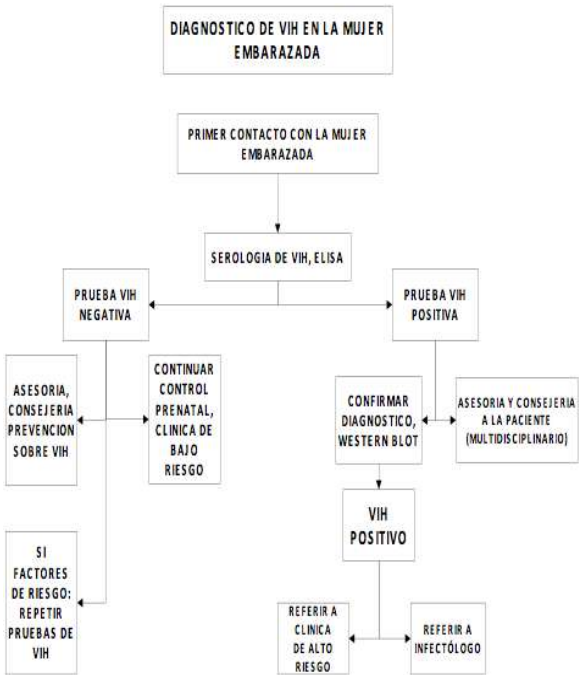 DIAGNOSTICO DE VIH EN LA MUJER
EMBARAZADA
PRIMER CONTACTO CON LA MUJER
EMBARAZADA
SEROLOGIA DE VIH, ELISA
PRUEBA VIH
NEGATIVA
PRUEBA VIH
POSITIVA
ASESORIA,
CONSEJERIA
PREVENCION
SOBRE VIH
CONTINUAR
CONTROL
PRENATAL,
CLINICA DE
BAJO
RIESGO
CONFIRMAR
DIAGNOSTICO,
WESTERN BLOT
ASESORIA Y CONSEJERIA
A LA PACIENTE
(MULTIDISCIPLINARIO)
VIH
POSITIVO
SI
FACTORES
DE RIESGO:
REPETIR
PRUEBAS DE
VIH
REFERIR A
CLINICA
DE ALTO
RIESGO
REFERIR A
INFECTÓLOGO